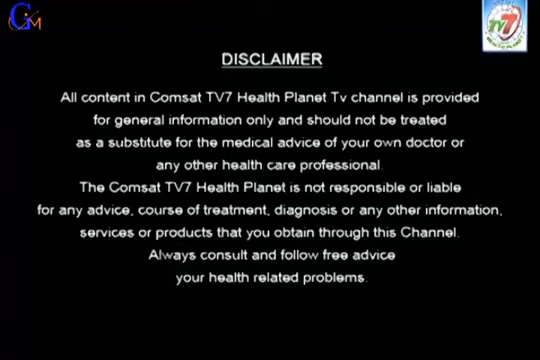 GIM
TV7
HEALTH PLANET
DISCLAIMER
All content in Comsat TV7 Health Planet Tv channel is provided
for general information only and should not be treated
as a substitute for the medical advice of your own doctor or
any other health care professional.
The Comsat TV7 Health Planet is not responsible or liable
for any advice, course of treatment, diagnosis or any other information,
services or products that you obtain through this Channel.
Always consult and follow free advice
your health related problems.